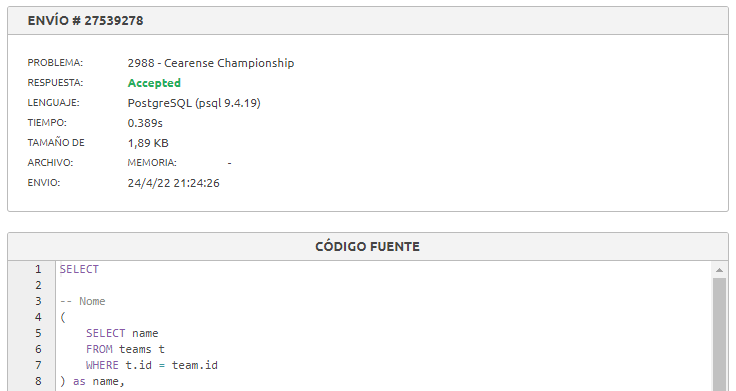 ENVÍO # 27539278
PROBLEMA: 2988 - Cearense Championship
RESPUESTA: Accepted
LENGUAJE: PostgreSQL (psql 9.4.19)
TIEMPO: 0.389s
TAMAÑO DE 1,89 KB
ARCHIVO: MEMORIA: -
ENVIO: 24/4/22 21:24:26
CÓDIGO FUENTE
1 SELECT
2
3 -- Nome
4 (
5     SELECT name
6     FROM teams t
7     WHERE t.id = team.id
8 ) as name,